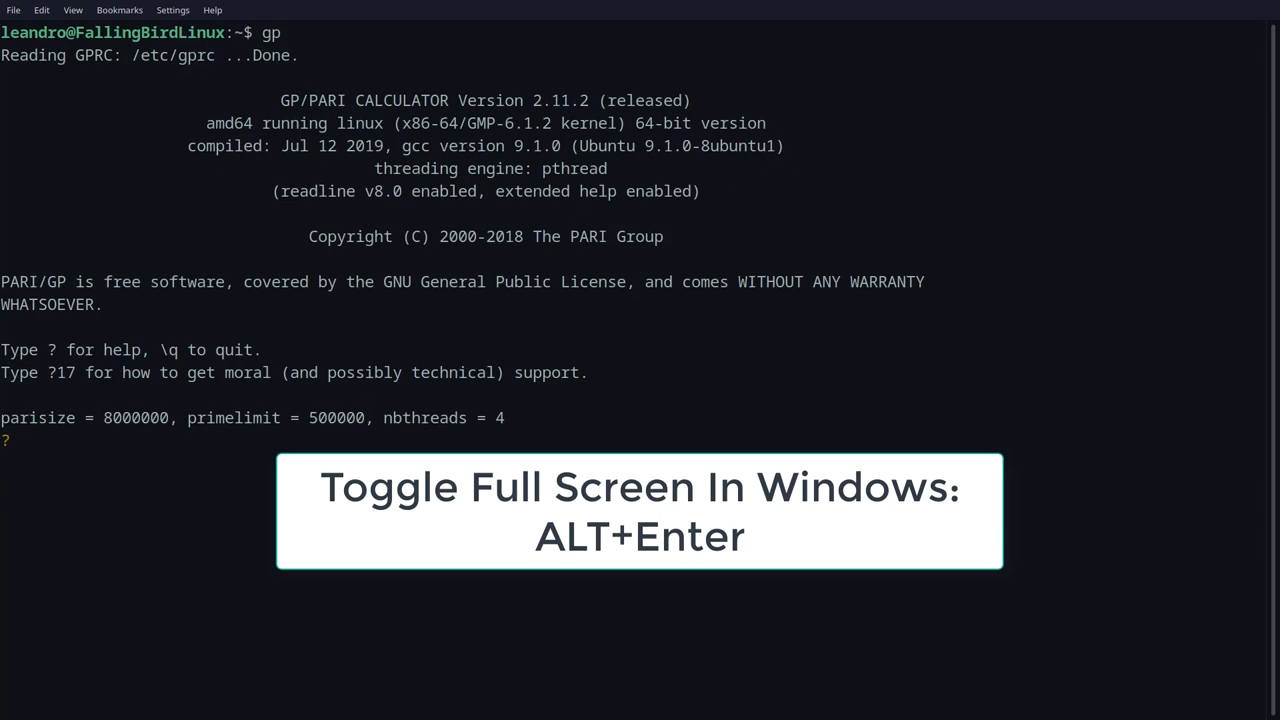 File Edit View Bookmarks Settings Help
leandro@FallingBirdLinux:~$ gp
Reading GPRC: /etc/gprc ...Done.
GP/PARI CALCULATOR Version 2.11.2 (released)
amd64 running linux (x86-64/GMP-6.1.2 kernel) 64-bit version
compiled: Jul 12 2019, gcc version 9.1.0 (Ubuntu 9.1.0-8ubuntu1)
threading engine: pthread
(readline v8.0 enabled, extended help enabled)
Copyright (C) 2000-2018 The PARI Group
PARI/GP is free software, covered by the GNU General Public License, and comes WITHOUT ANY WARRANTY
WHATSOEVER.
Type ? for help, \q to quit.
Type ?17 for how to get moral (and possibly technical) support.
parisize = 8000000, primelimit = 500000, nbthreads = 4
?
Toggle Full Screen In Windows:
ALT+Enter